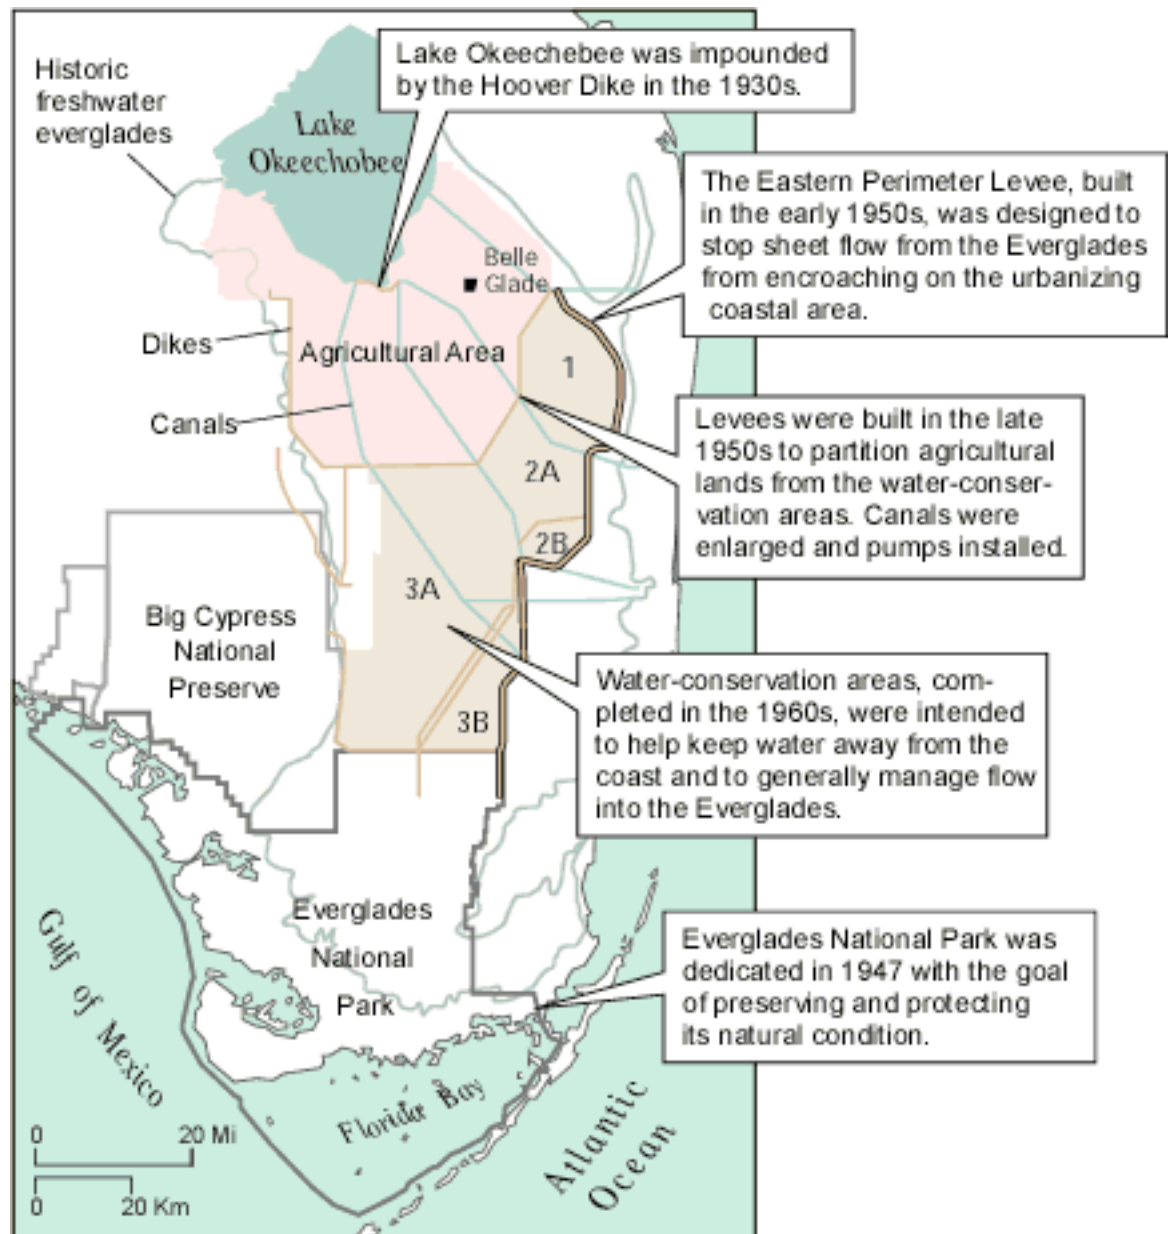 Historic
freshwater
everglades
Lake Okeechebee was impounded
by the Hoover Dike in the 1930s.
Lake
Okeechobee
The Eastern Perimeter Levee, built
in the early 1950s, was designed to
stop sheet flow from the Everglades
from encroaching on the urbanizing
coastal area.
Belle
Glade
Dikes
Agricultural Area
1
Canals
Levees were built in the late
1950s to partition agricultural
lands from the water-conser-
vation areas. Canals were
enlarged and pumps installed.
2A
2B
3A
Big Cypress
National
Preserve
3B
Water-conservation areas, com-
pleted in the 1960s, were intended
to help keep water away from the
coast and to generally manage flow
into the Everglades.
Everglades
National
Park
Everglades National Park was
dedicated in 1947 with the goal
of preserving and protecting
its natural condition.
Gulf of Mexico
Florida Bay
Atlantic
Ocean
0 20 Mi
0 20 Km